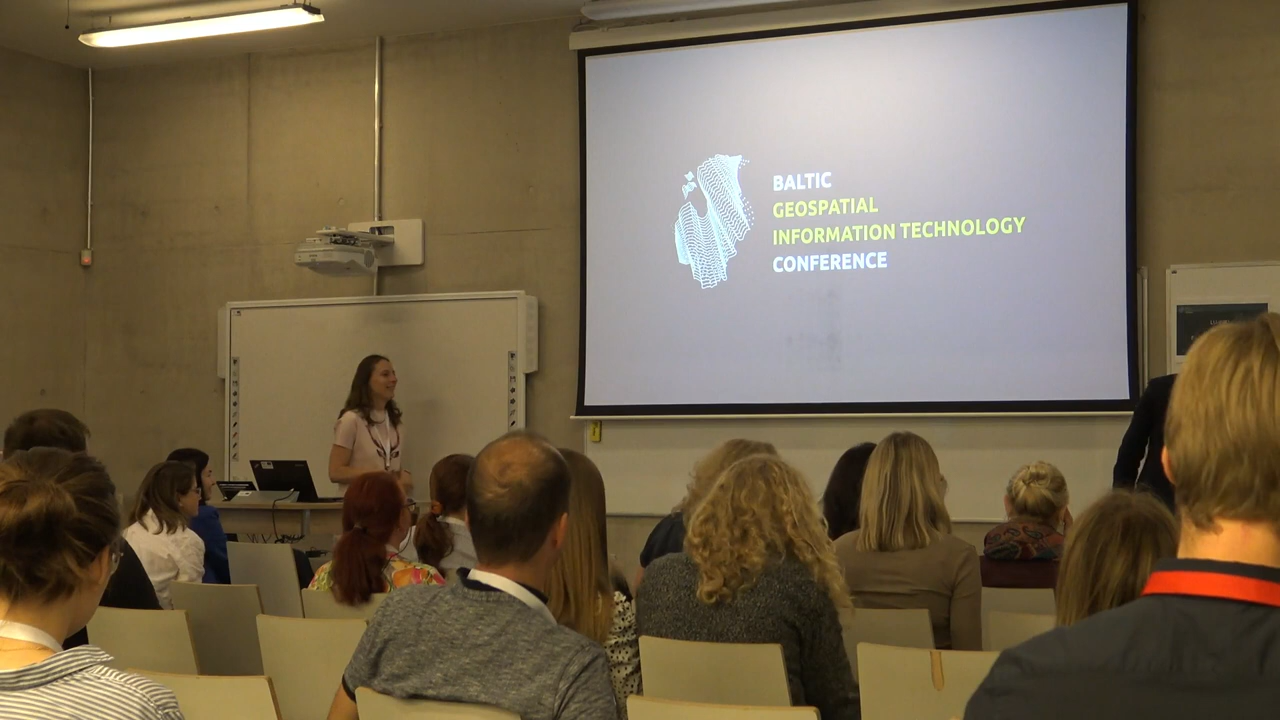 BALTIC
GEOSPATIAL
INFORMATION TECHNOLOGY
CONFERENCE